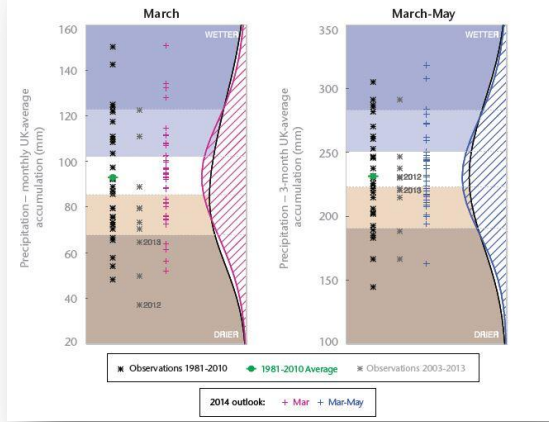 March
March-May
Precipitation – monthly UK-average
accumulation (mm)
160
140
120
100
80
60
40
20
WETTER
2013
2012
DRIER
Precipitation – 3-month UK-average
accumulation (mm)
350
300
250
200
150
100
WETTER
2012
2013
DRIER
Observations 1981-2010
1981-2010 Average
Observations 2003-2013
2014 outlook:
Mar
Mar-May